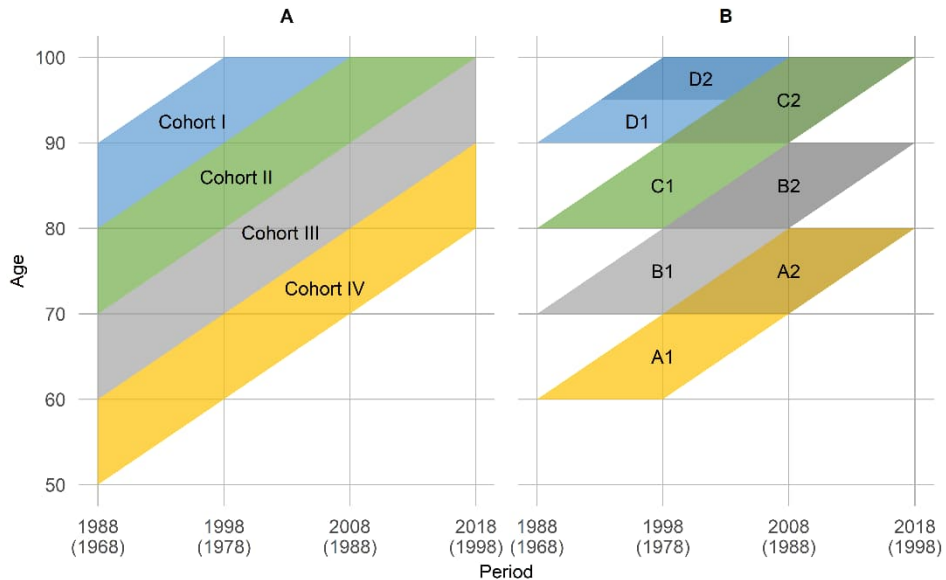 A
B
Age
100
90
80
70
60
50
Cohort I
Cohort II
Cohort III
Cohort IV
D2
D1
C2
C1
B2
B1
A2
A1
1988
(1968)
1998
(1978)
2008
(1988)
2018
(1998)
1988
(1968)
1998
(1978)
2008
(1988)
2018
(1998)
Period